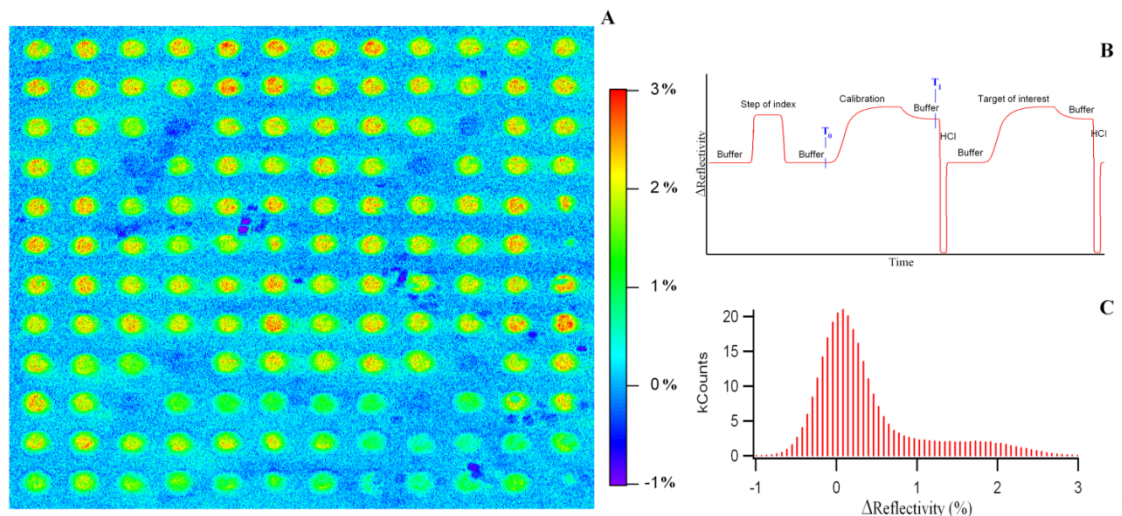 A
3%
2%
1%
0%
-1%
B
ΔReflectivity
Step of index
Calibration
T1
Target of interest
Buffer
Buffer
T0
HCl
HCl
Buffer
Buffer
Buffer
Time
C
kCounts
20
15
10
5
0
-1
0
1
2
3
ΔReflectivity (%)